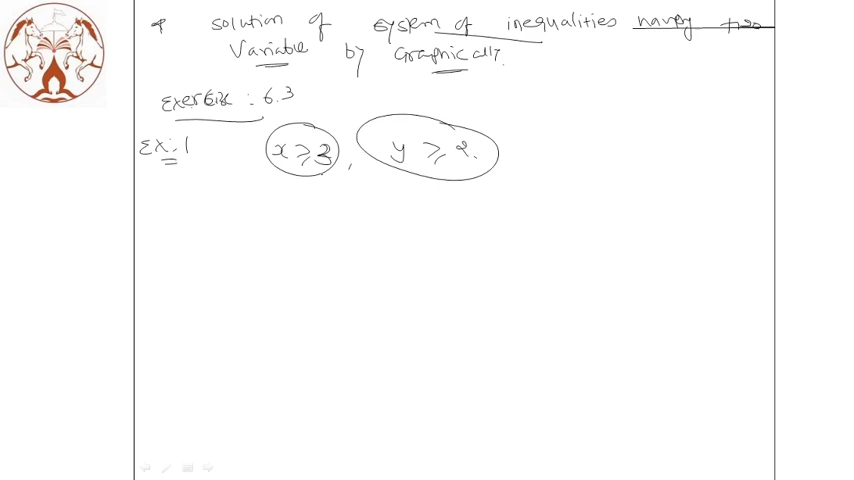 * solution of system of inequalities having two
Variable by Graphically.
Exercise : 6.3
Ex:1 x ≥ 3 , y ≥ 2.